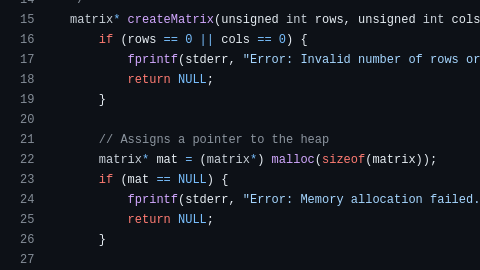 14 */
15 matrix* createMatrix(unsigned int rows, unsigned int cols
16 if (rows == 0 || cols == 0) {
17 fprintf(stderr, "Error: Invalid number of rows or
18 return NULL;
19 }
20
21 // Assigns a pointer to the heap
22 matrix* mat = (matrix*) malloc(sizeof(matrix));
23 if (mat == NULL) {
24 fprintf(stderr, "Error: Memory allocation failed.
25 return NULL;
26 }
27